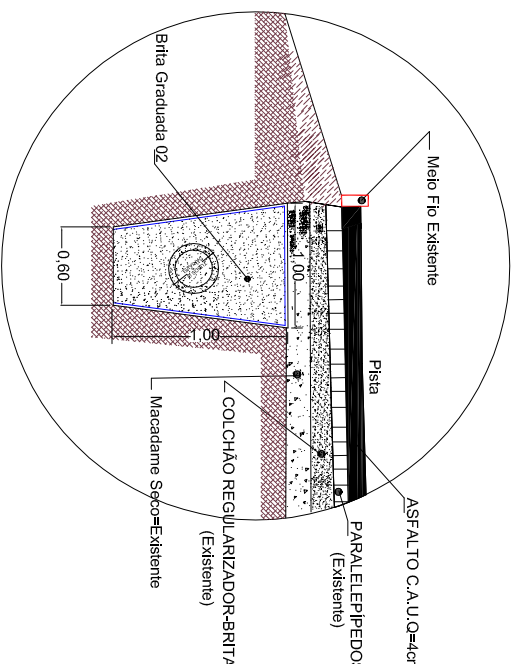 Meio Fio Existente
Brita Graduada 02
Pista
ASFALTO C.A.U.Q=4cm
PARALELEPÍPEDOS
(Existente)
COLCHÃO REGULARIZADOR-BRITA
(Existente)
Macadame Seco=Existente
1,00
1,00
0,60